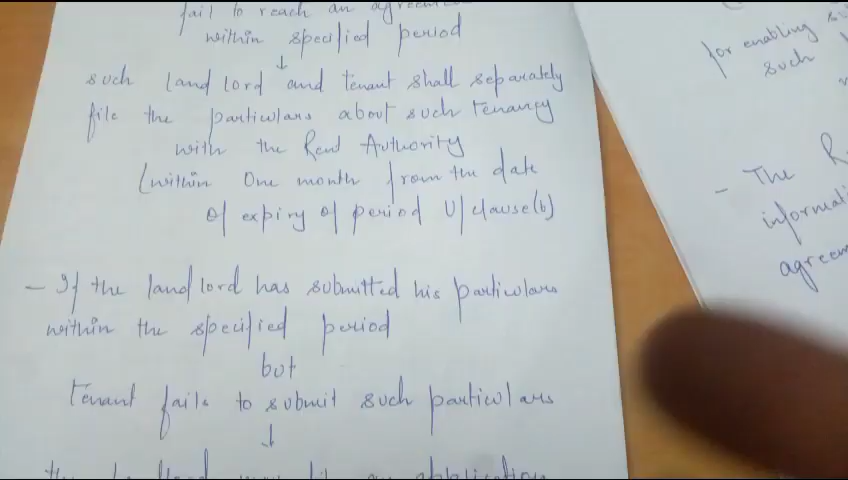 fail to reach an
within specified period
↓
such land lord and tenant shall separately
file the particulars about such tenancy
with the Rent Authority
(within One month from the date
of expiry of period U/clause(b)
- If the land lord has submitted his particulars
within the specified period
but
tenant fails to submit such particulars
↓
an application
for enabling
such
- The
informati
agreem